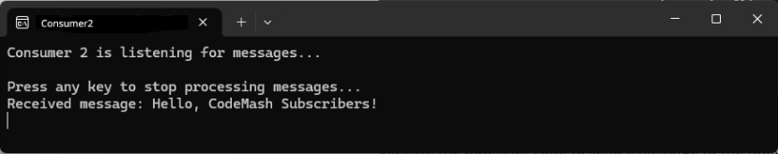 Consumer2
Consumer 2 is listening for messages...
Press any key to stop processing messages...
Received message: Hello, CodeMash Subscribers!